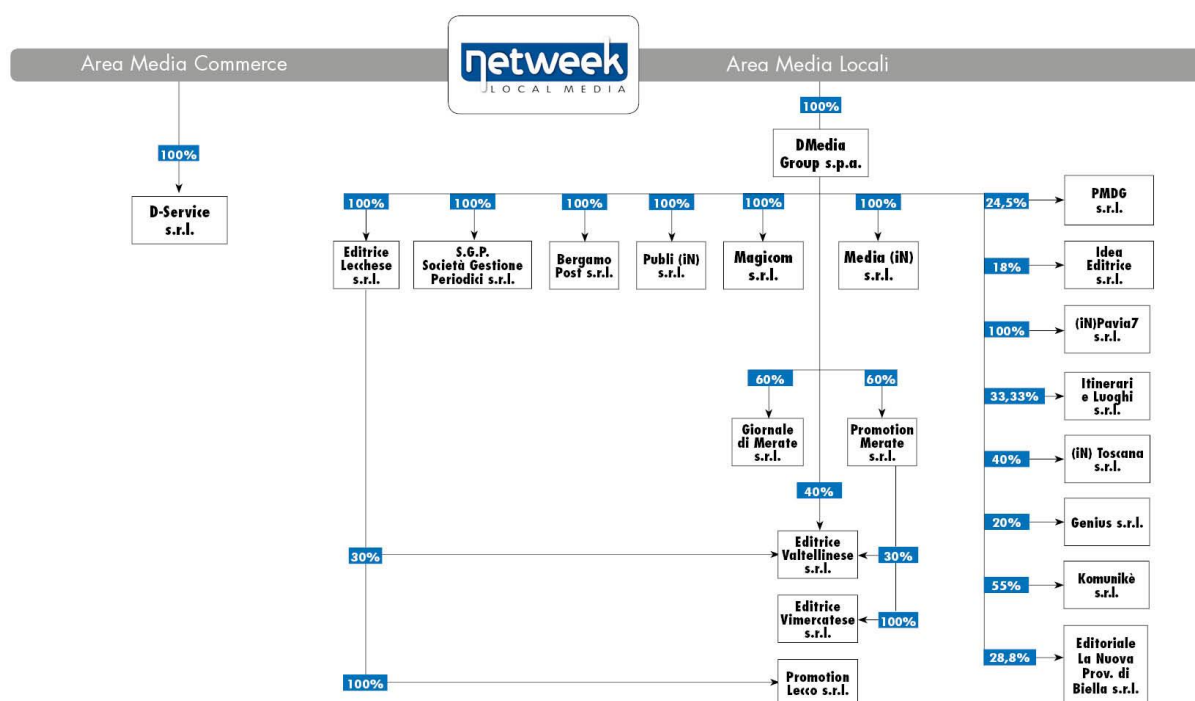 Area Media Commerce
netweek
LOCAL MEDIA
Area Media Locali
100%
D-Service
s.r.l.
100%
DMedia
Group s.p.a.
100%
Editrice
Lecchese
s.r.l.
100%
S.G.P.
Società Gestione
Periodici s.r.l.
100%
Bergamo
Post s.r.l.
100%
Publi (iN)
s.r.l.
100%
Magicom
s.r.l.
100%
Media (iN)
s.r.l.
24,5%
PMDG
s.r.l.
18%
Idea
Editrice
s.r.l.
100%
(iN)Pavia7
s.r.l.
33,33%
Itinerari
e Luoghi
s.r.l.
40%
(iN) Toscana
s.r.l.
20%
Genius s.r.l.
55%
Komunikè
s.r.l.
28,8%
Editoriale
La Nuova
Prov. di
Biella s.r.l.
60%
Giornale
di Merate
s.r.l.
60%
Promotion
Merate
s.r.l.
40%
30%
Editrice
Valtellinese
s.r.l.
30%
Editrice
Vimercatese
s.r.l.
100%
100%
Promotion
Lecco s.r.l.